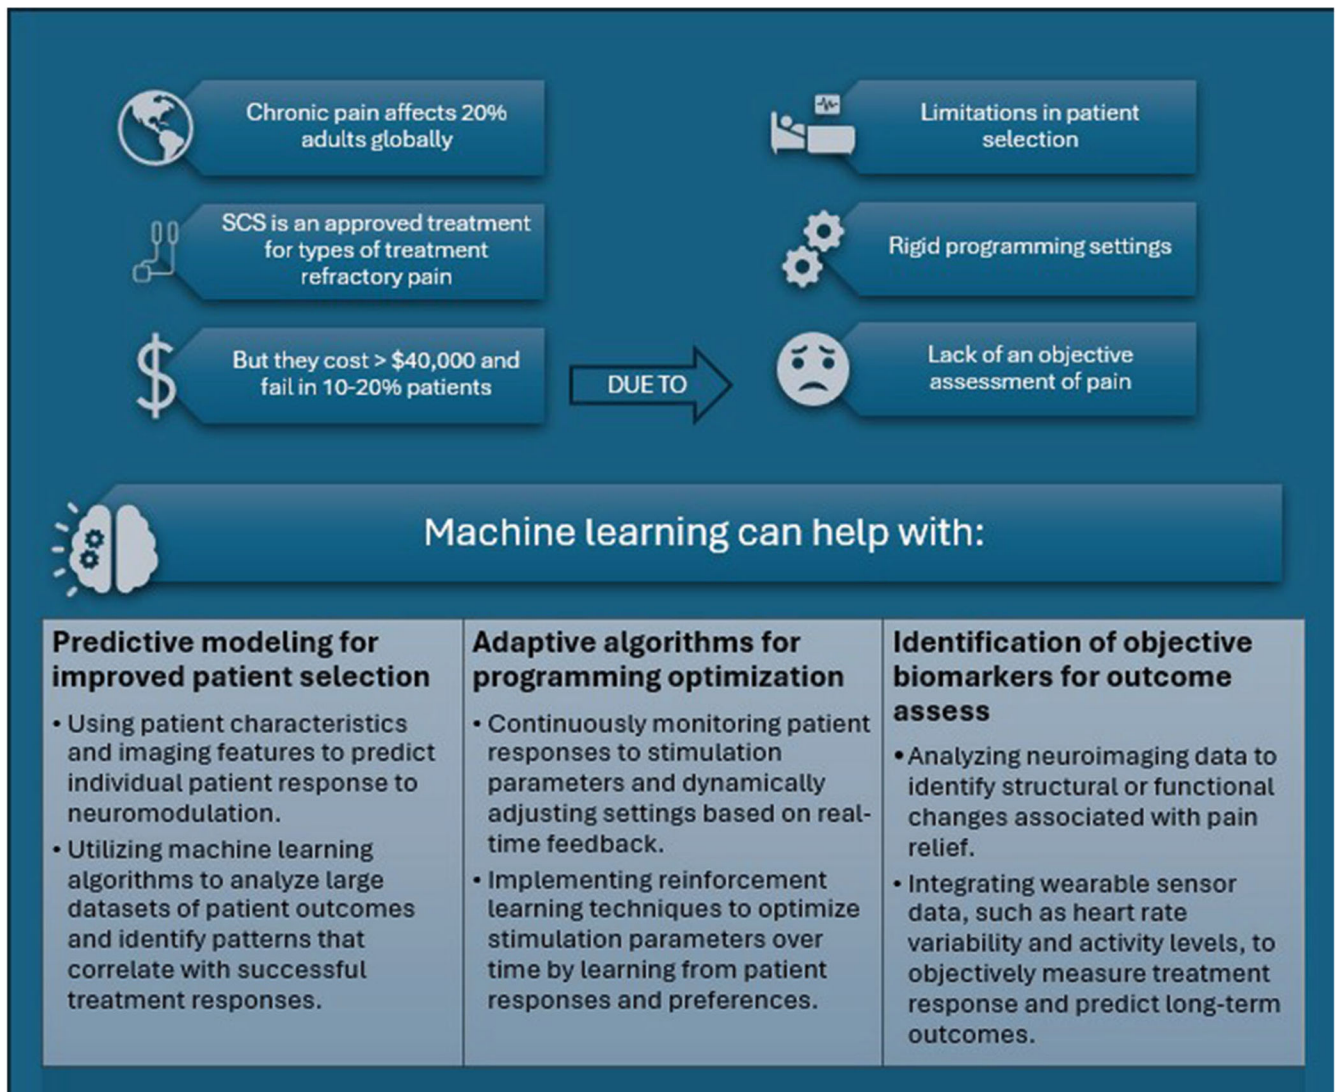 Chronic pain affects 20%
adults globally
SCS is an approved treatment
for types of treatment
refractory pain
But they cost > $40,000 and
fail in 10-20% patients
DUE TO
Limitations in patient
selection
Rigid programming settings
Lack of an objective
assessment of pain
Machine learning can help with:
Predictive modeling for
improved patient selection
• Using patient characteristics
and imaging features to predict
individual patient response to
neuromodulation.
• Utilizing machine learning
algorithms to analyze large
datasets of patient outcomes
and identify patterns that
correlate with successful
treatment responses.
Adaptive algorithms for
programming optimization
• Continuously monitoring patient
responses to stimulation
parameters and dynamically
adjusting settings based on real-
time feedback.
• Implementing reinforcement
learning techniques to optimize
stimulation parameters over
time by learning from patient
responses and preferences.
Identification of objective
biomarkers for outcome
assess
• Analyzing neuroimaging data to
identify structural or functional
changes associated with pain
relief.
• Integrating wearable sensor
data, such as heart rate
variability and activity levels, to
objectively measure treatment
response and predict long-term
outcomes.